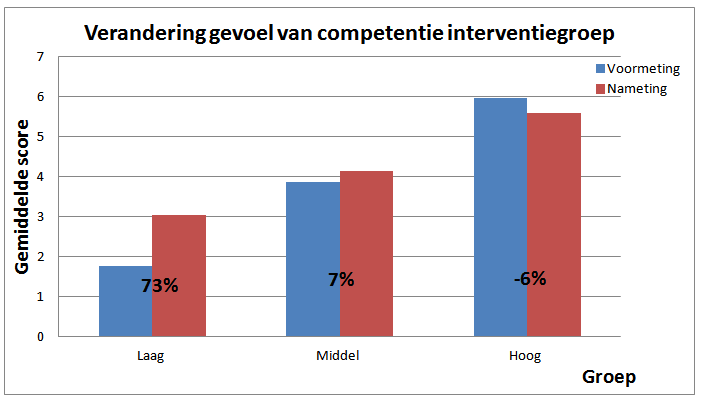 Verandering gevoel van competentie interventiegroep
Voormeting
Nameting
Gemiddelde score
7
6
5
4
3
2
1
0
73%
7%
-6%
Laag
Middel
Hoog
Groep